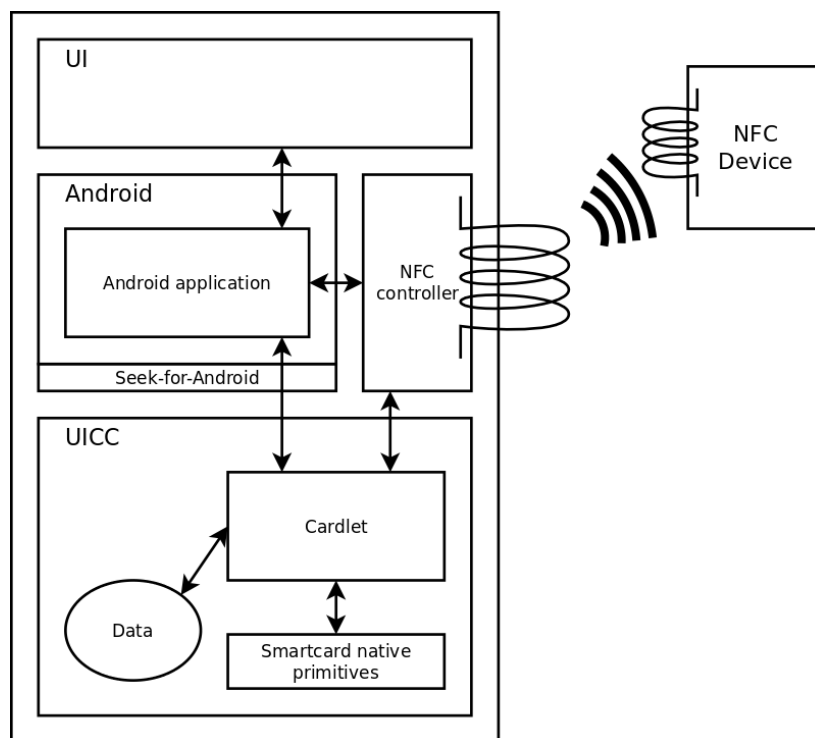 UI
NFC
Device
Android
Android application
NFC
controller
Seek-for-Android
UICC
Cardlet
Data
Smartcard native
primitives